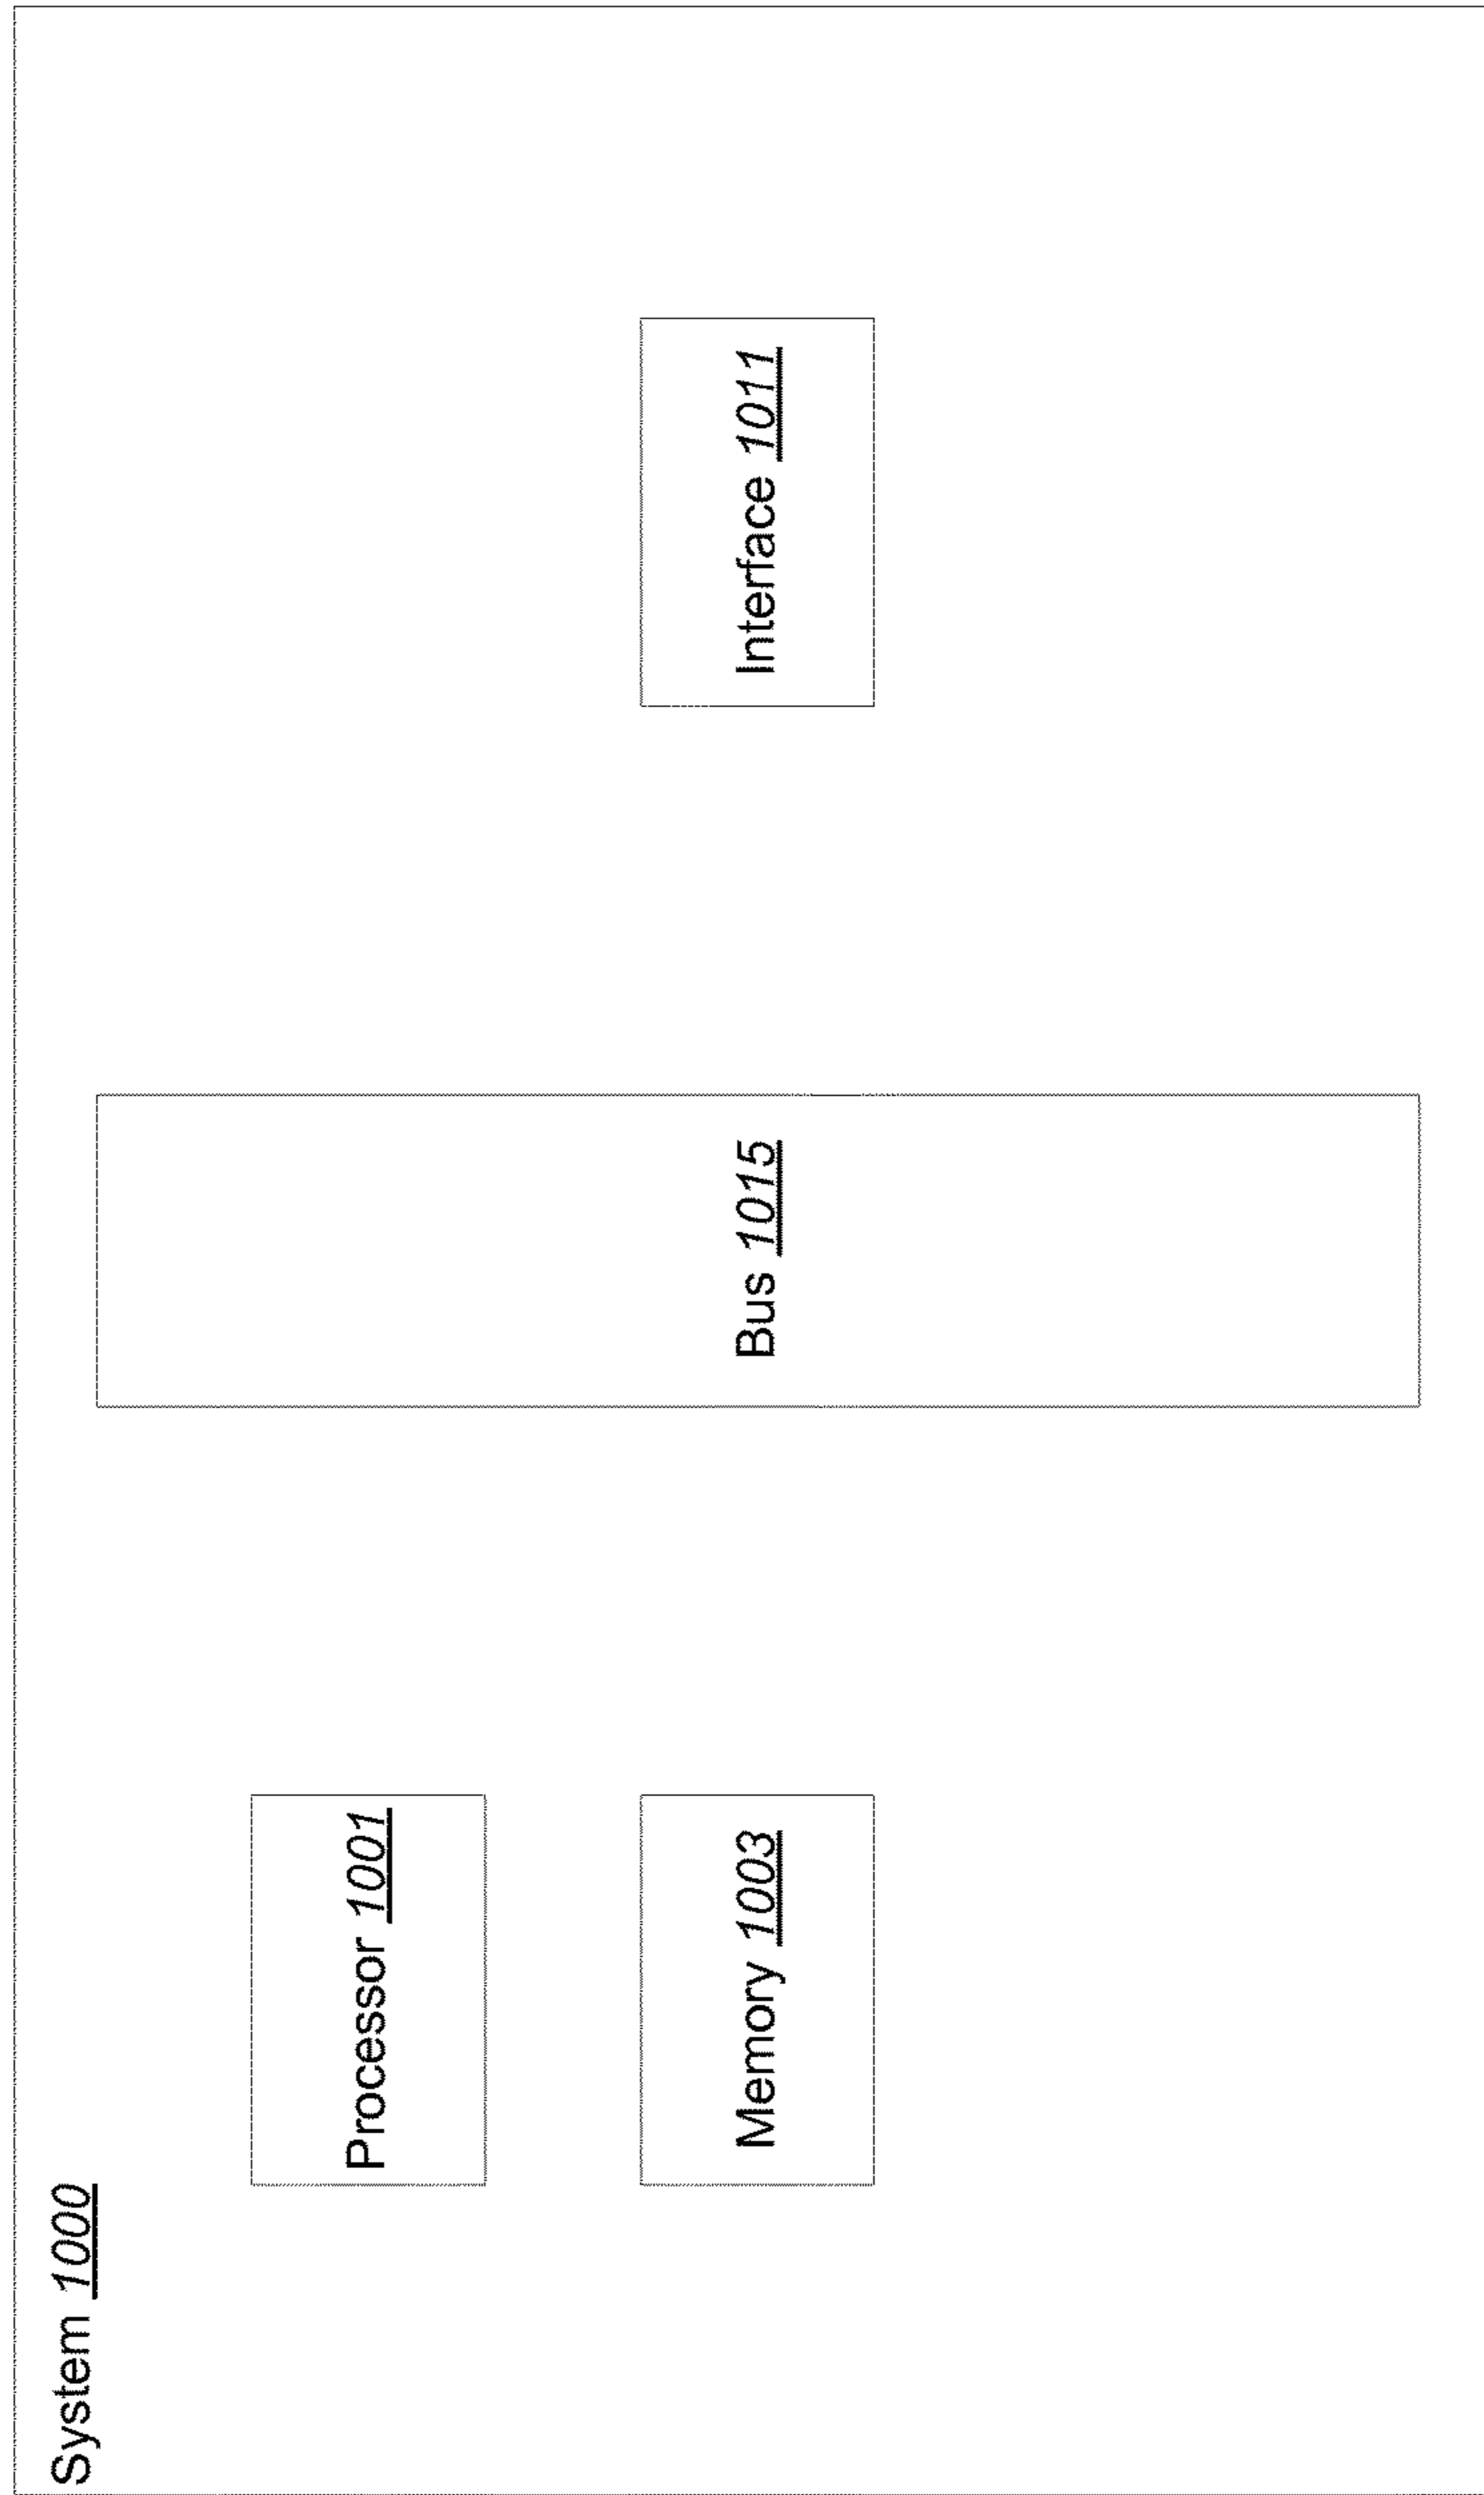 System 1000
Processor 1001
Memory 1003
Bus 1015
Interface 1011